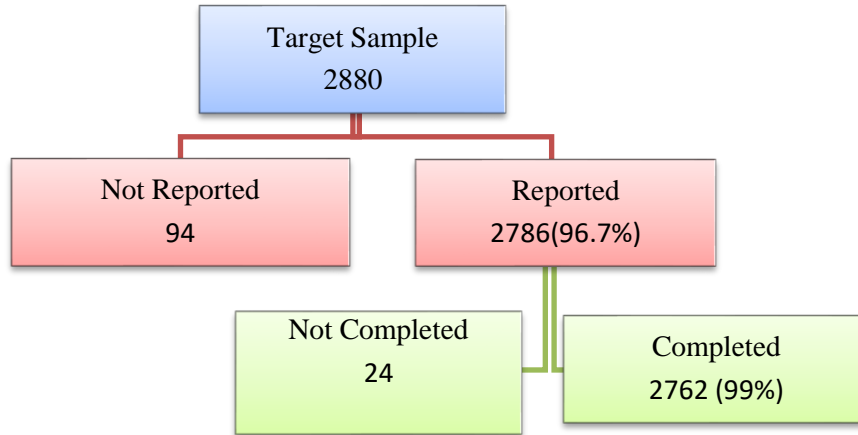 Target Sample
2880
Not Reported
94
Reported
2786(96.7%)
Not Completed
24
Completed
2762 (99%)